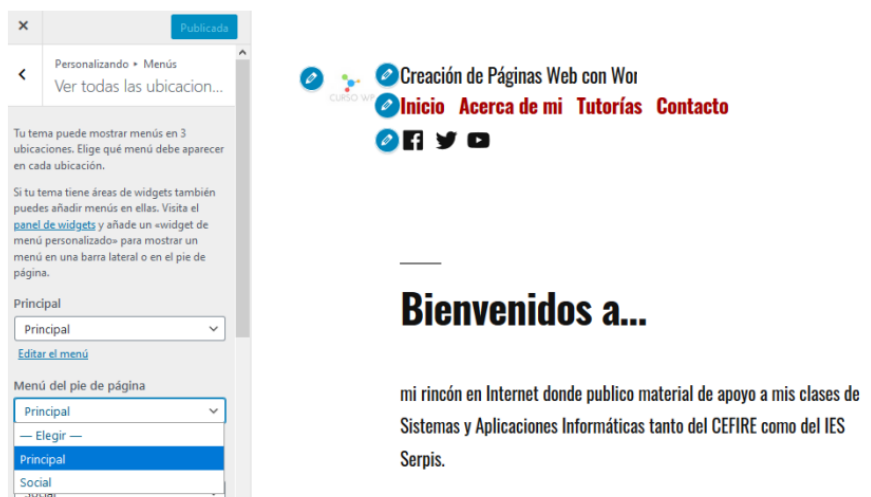 Publicada
Personalizando ▸ Menús
Ver todas las ubicacion...
Tu tema puede mostrar menús en 3
ubicaciones. Elige qué menú debe aparecer
en cada ubicación.
Si tu tema tiene áreas de widgets también
puedes añadir menús en ellas. Visita el
panel de widgets y añade un «widget de
menú personalizado» para mostrar un
menú en una barra lateral o en el pie de
página.
Principal
Principal
Editar el menú
Menú del pie de página
Principal
— Elegir —
Principal
Social
Social
CURSO WP
Creación de Páginas Web con Wor
Inicio Acerca de mi Tutorías Contacto
Bienvenidos a...
mi rincón en Internet donde publico material de apoyo a mis clases de
Sistemas y Aplicaciones Informáticas tanto del CEFIRE como del IES
Serpis.